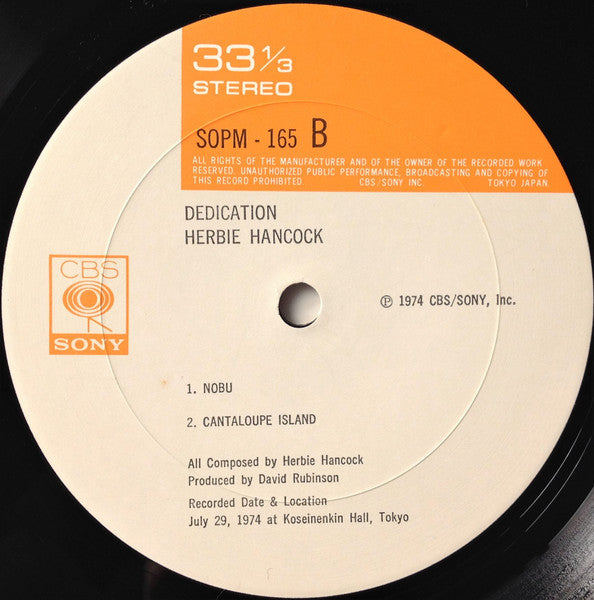 33 1/3
STEREO
SOPM - 165 B
ALL RIGHTS OF THE MANUFACTURER AND OF THE OWNER OF THE RECORDED WORK
RESERVED. UNAUTHORIZED PUBLIC PERFORMANCE, BROADCASTING AND COPYING OF
THIS RECORD PROHIBITED CBS/SONY INC. TOKYO JAPAN.
DEDICATION
HERBIE HANCOCK
CBS
SONY
℗ 1974 CBS/SONY, Inc.
1. NOBU
2. CANTALOUPE ISLAND
All Composed by Herbie Hancock
Produced by David Rubinson
Recorded Date & Location
July 29, 1974 at Koseinenkin Hall, Tokyo